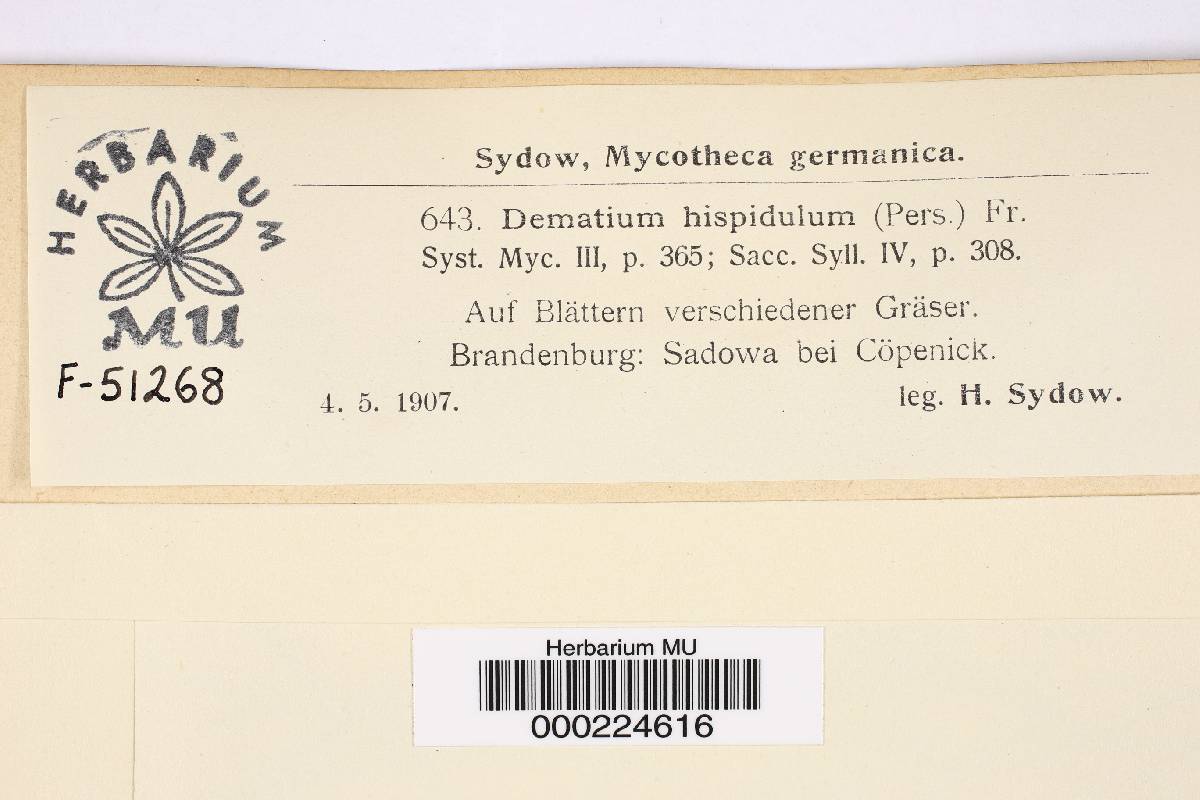 HERBARIUM
MU
F-51268
Sydow, Mycotheca germanica.
643. Dematium hispidulum (Pers.) Fr.
Syst. Myc. III, p. 365; Sacc. Syll. IV, p. 308.
Auf Blättern verschiedener Gräser.
Brandenburg: Sadowa bei Cöpenick.
4. 5. 1907. leg. H. Sydow.
Herbarium MU
000224616